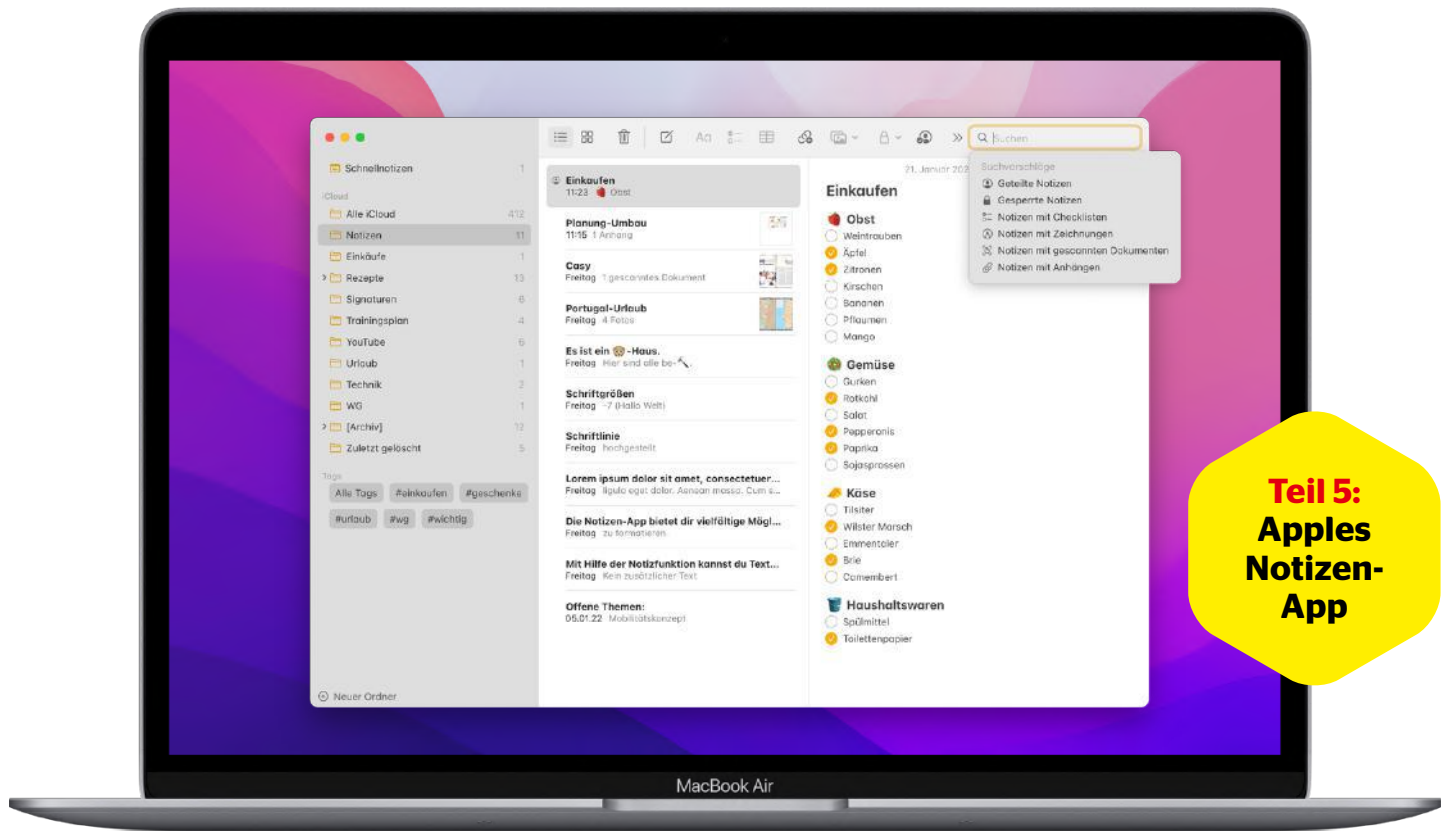 Schnellnotizen 1
iCloud
Alle iCloud 412
Notizen 11
Einkäufe 1
Rezepte 13
Signaturen 6
Trainingsplan 4
YouTube 6
Urlaub 1
Technik 2
WG 1
[Archiv] 12
Zuletzt gelöscht 5
Tags
Alle Tags #einkaufen #geschenke
#urlaub #wg #wichtig
Neuer Ordner
Einkaufen
11:23 Obst
Planung-Umbau
11:15 1 Anhang
Casy
Freitag 1 gescanntes Dokument
Portugal-Urlaub
Freitag 4 Fotos
Es ist ein -Haus.
Freitag Hier sind alle be-
Schriftgrößen
Freitag -7 (Hallo Welt)
Schriftlinie
Freitag hochgestellt
Lorem ipsum dolor sit amet, consectetuer...
Freitag ligula eget dolor. Aenean massa. Cum s...
Die Notizen-App bietet dir vielfältige Mögl...
Freitag zu formatieren.
Mit Hilfe der Notizfunktion kannst du Text...
Freitag Kein zusätzlicher Text
Offene Themen:
05.01.22 Mobilitätskonzept
Aa
Suchen
Suchvorschläge
Geteilte Notizen
Gesperrte Notizen
Notizen mit Checklisten
Notizen mit Zeichnungen
Notizen mit gescannten Dokumenten
Notizen mit Anhängen
21. Januar 202
Einkaufen
Obst
Weintrauben
Äpfel
Zitronen
Kirschen
Bananen
Pflaumen
Mango
Gemüse
Gurken
Rotkohl
Salat
Pepperonis
Paprika
Sojasprossen
Käse
Tilsiter
Wilster Marsch
Emmentaler
Brie
Camembert
Haushaltswaren
Spülmittel
Toilettenpapier
Teil 5:
Apples
Notizen-
App
MacBook Air